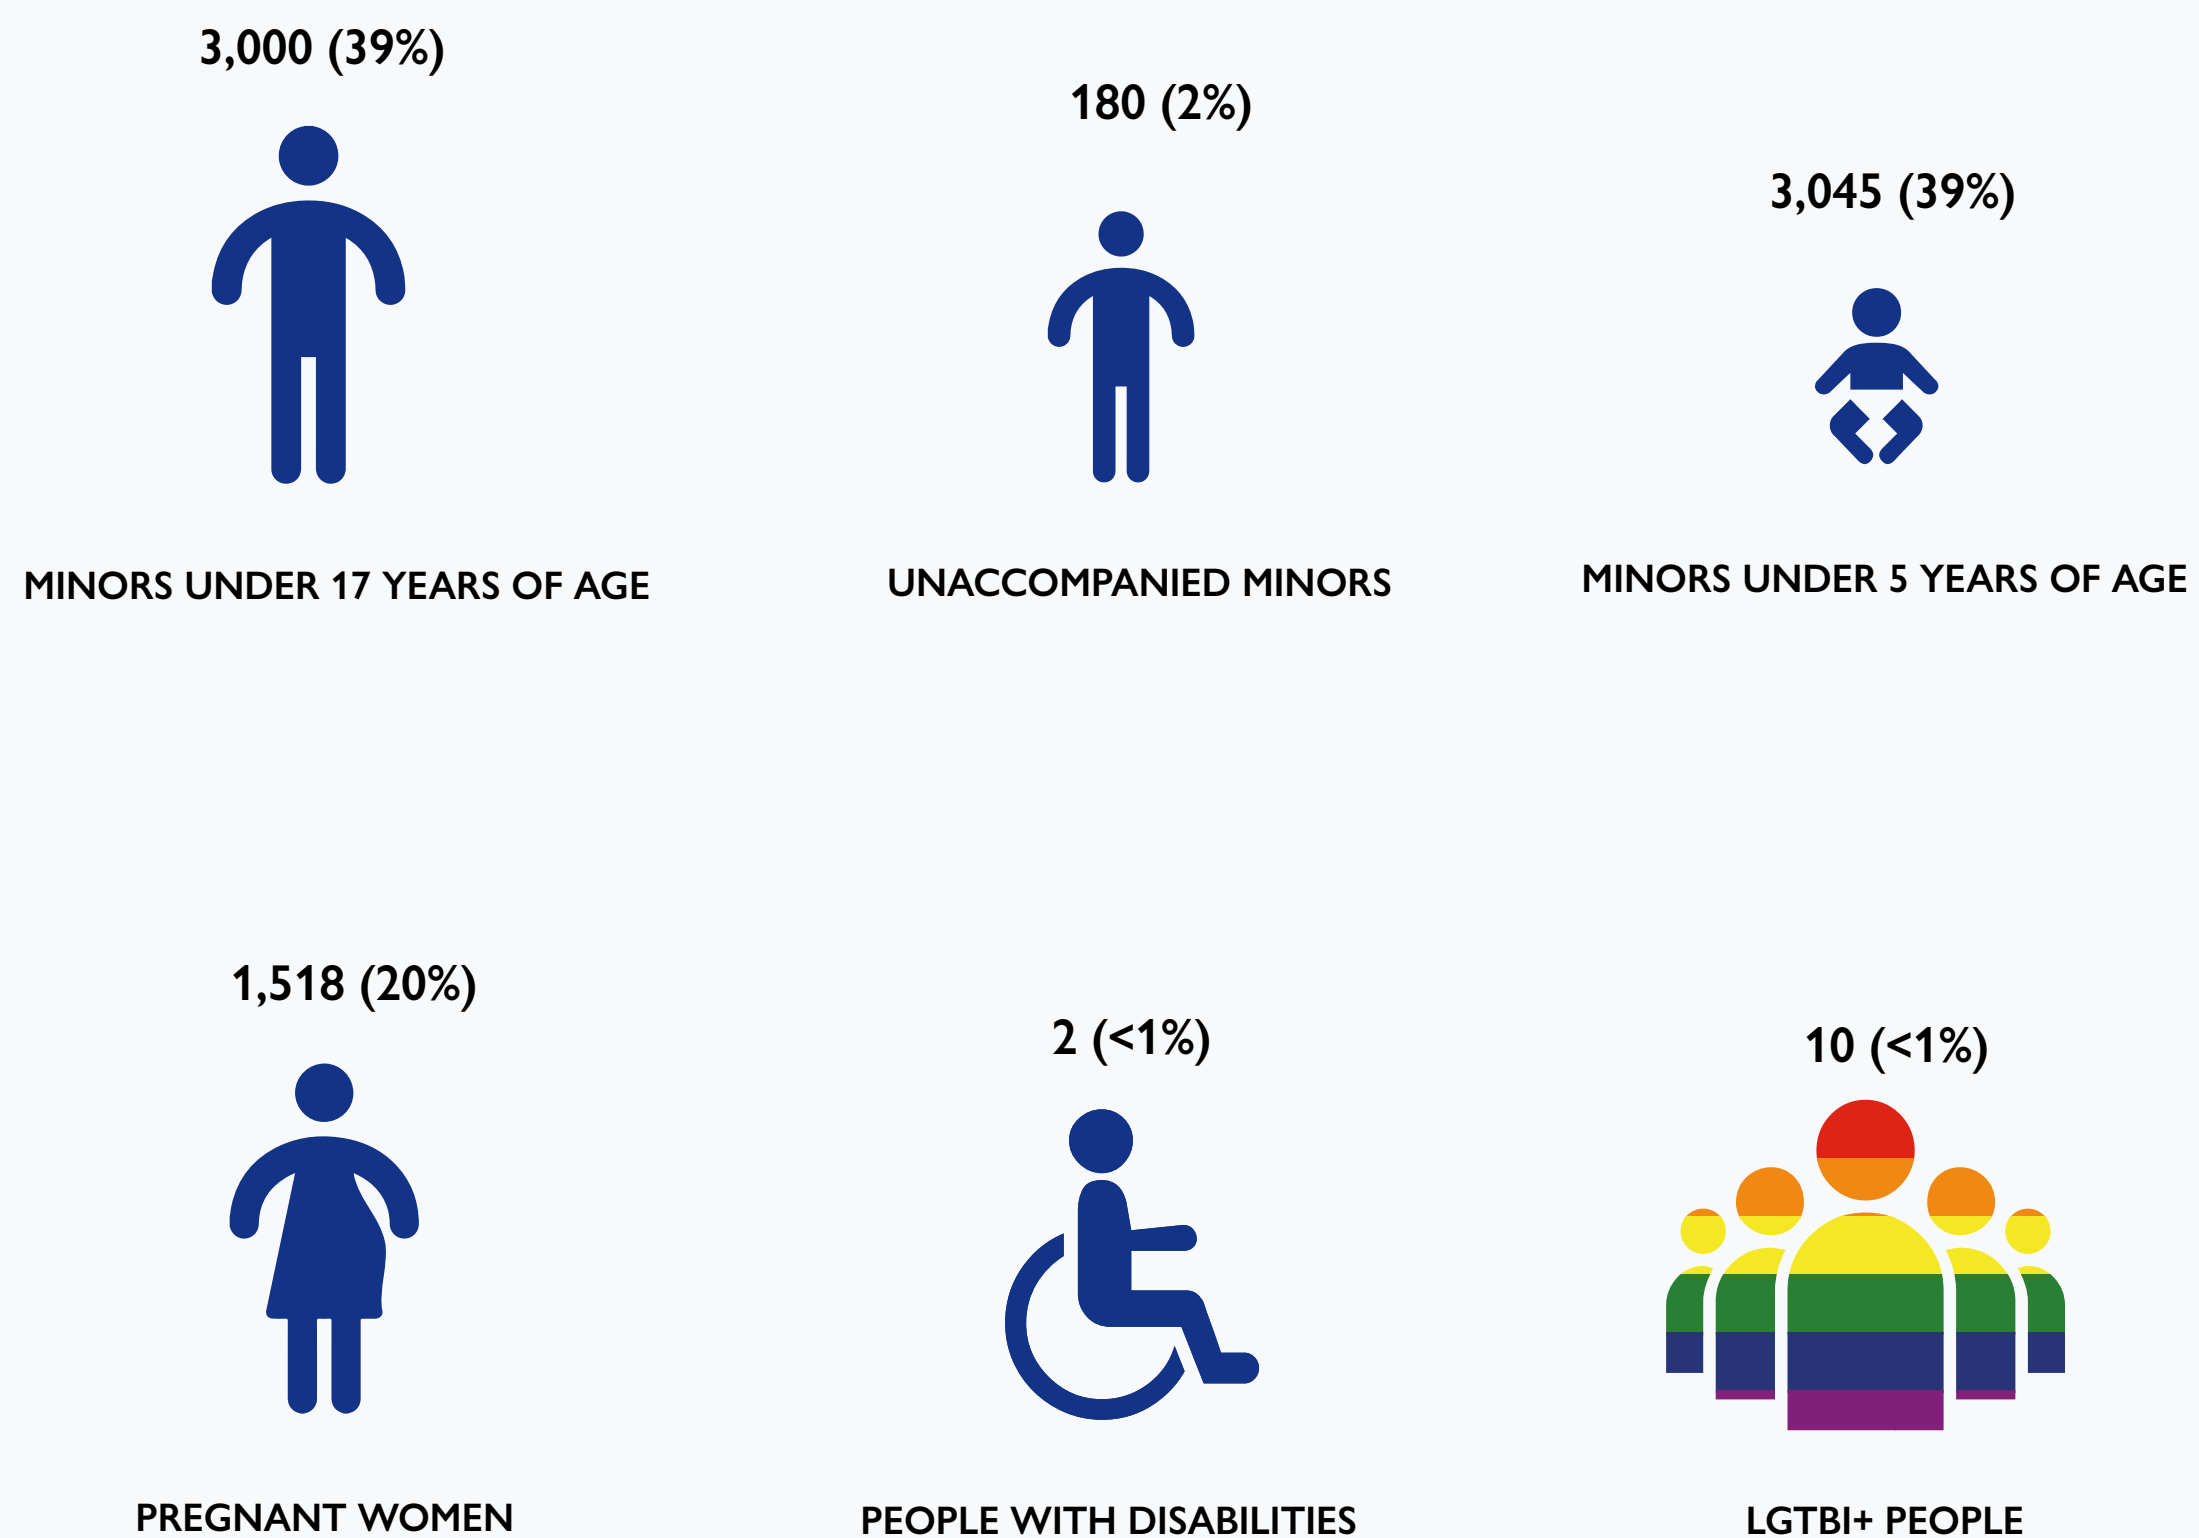 3,000 (39%)
180 (2%)
3,045 (39%)
MINORS UNDER 17 YEARS OF AGE
UNACCOMPANIED MINORS
MINORS UNDER 5 YEARS OF AGE
1,518 (20%)
2 (<1%)
10 (<1%)
PREGNANT WOMEN
PEOPLE WITH DISABILITIES
LGTBI+ PEOPLE